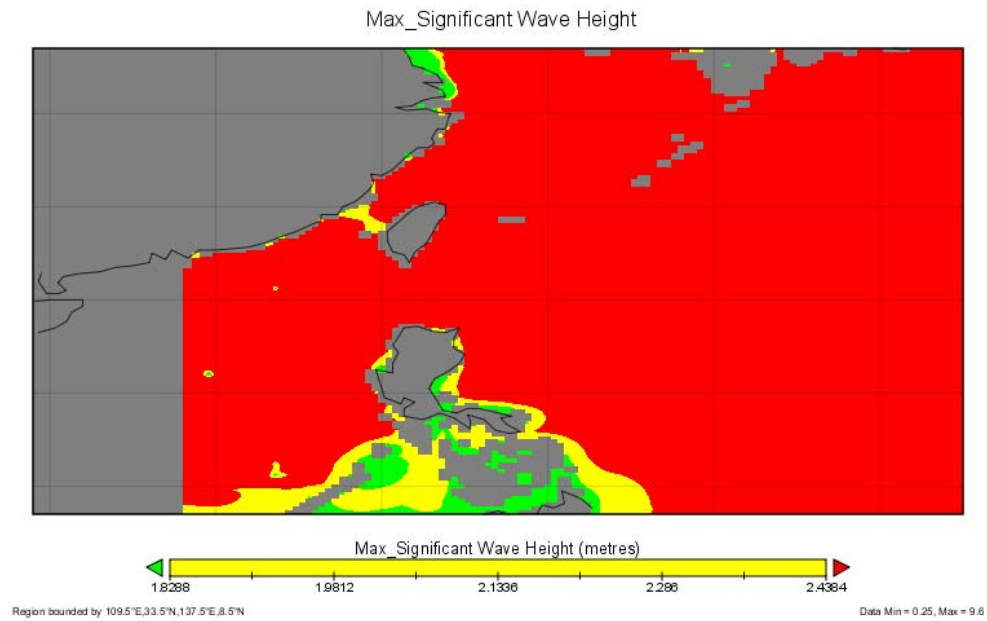 Max_Significant Wave Height
Max_Significant Wave Height (metres)
1.8288 1.9812 2.1336 2.286 2.4384
Region bounded by 109.5°E,33.5°N,137.5°E,8.5°N
Data Min = 0.25, Max = 9.6